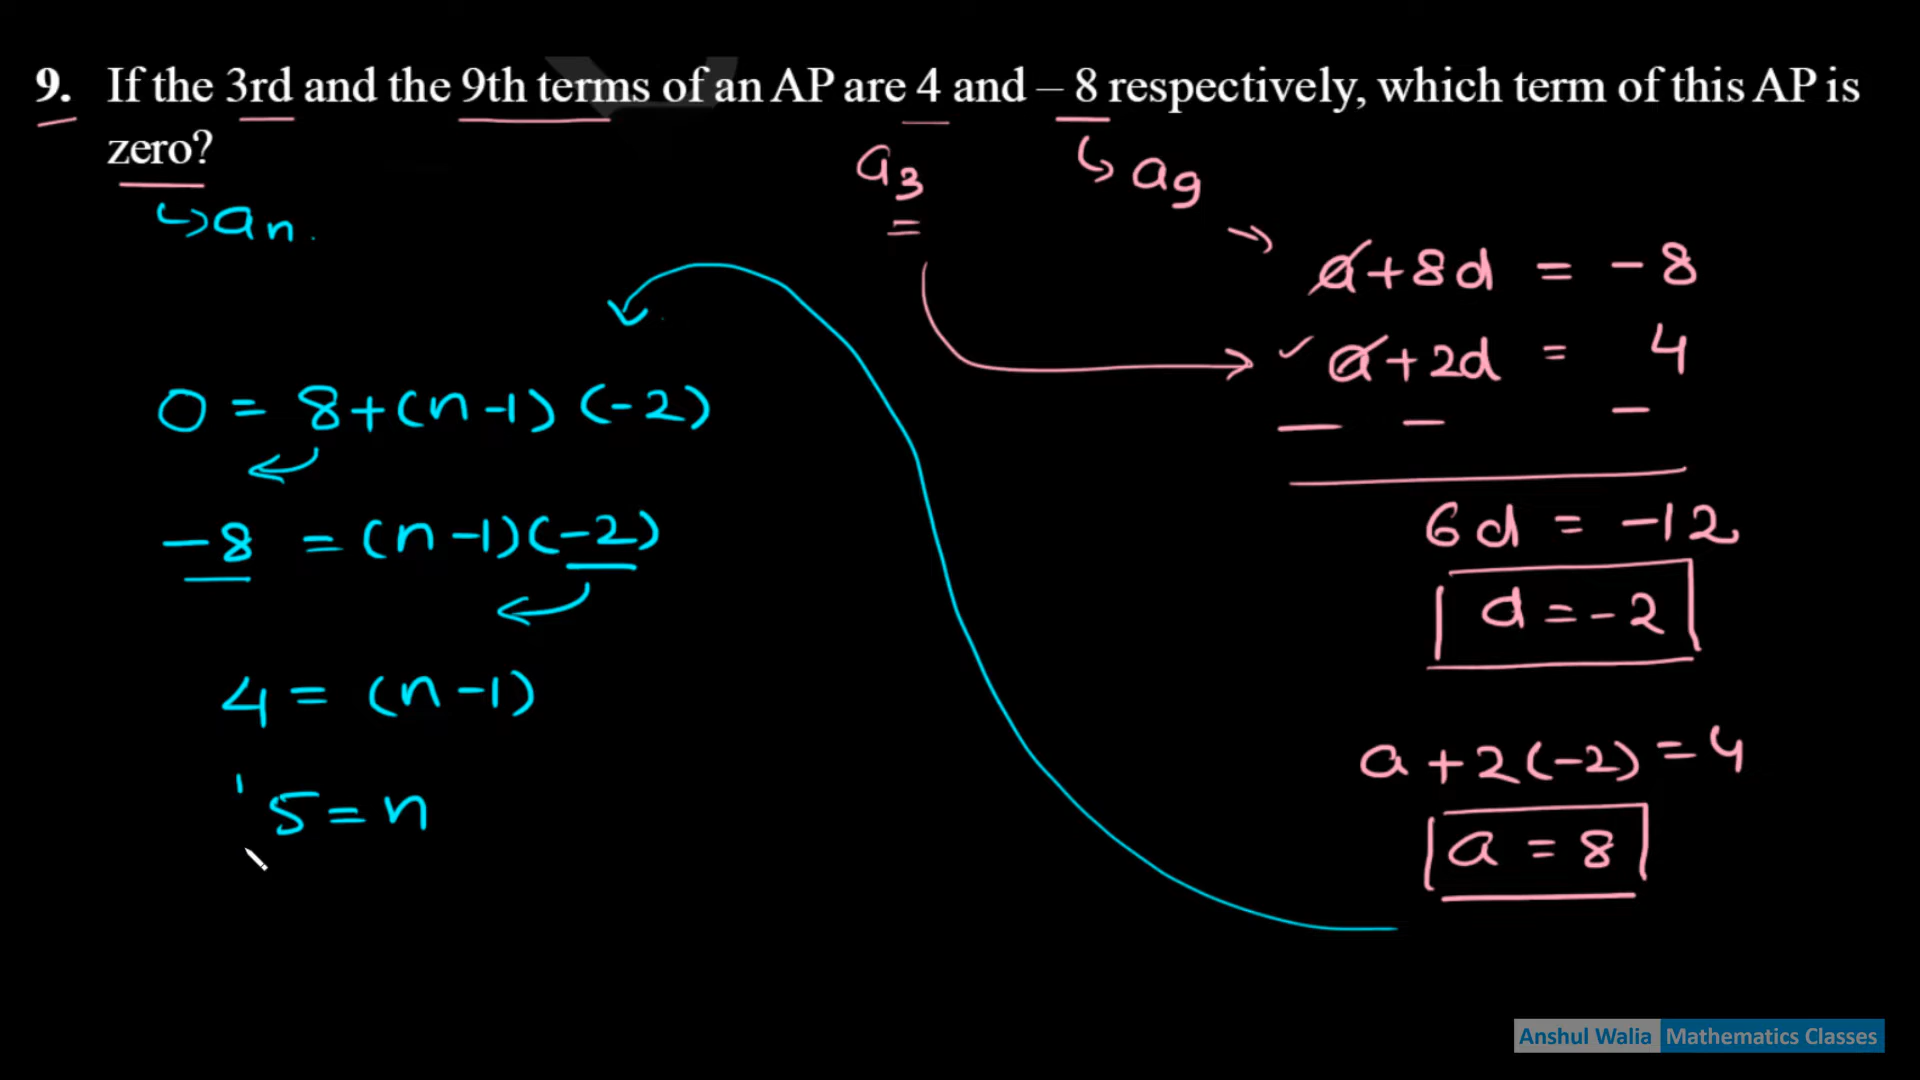 9. If the 3rd and the 9th terms of an AP are 4 and – 8 respectively, which term of this AP is
zero?
a₃
↪ a₉
↪ aₙ.
→ a+8d = -8
✓ a+2d = 4
— — —
6d = -12
d = -2
a + 2(-2) = 4
a = 8
0 = 8+(n-1)(-2)
-8 = (n-1)(-2)
4 = (n-1)
5 = n
Anshul Walia Mathematics Classes